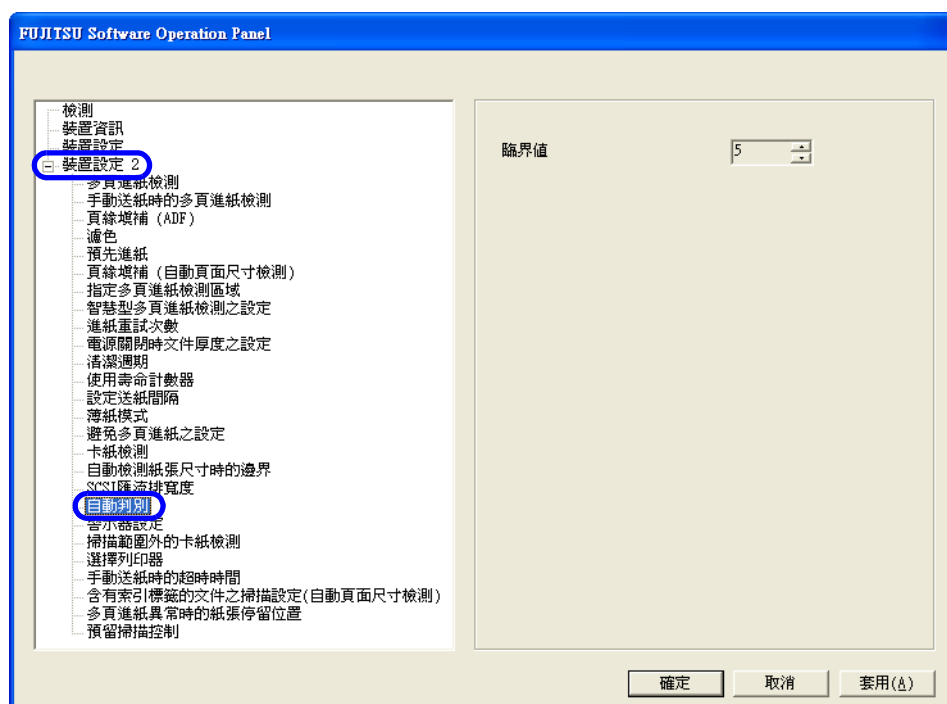 FUJITSU Software Operation Panel
檢測
裝置資訊
裝置設定
裝置設定 2
多頁進紙檢測
手動送紙時的多頁進紙檢測
頁緣塡補 (ADF)
濾色
預先進紙
頁緣塡補 (自動頁面尺寸檢測)
指定多頁進紙檢測區域
智慧型多頁進紙檢測之設定
進紙重試次數
電源關閉時文件厚度之設定
清潔週期
使用壽命計數器
設定送紙間隔
薄紙模式
避免多頁進紙之設定
卡紙檢測
自動檢測紙張尺寸時的邊界
SCSI匯流排寬度
自動判別
警示器設定
掃描範圍外的卡紙檢測
選擇列印器
手動送紙時的超時時間
含有索引標籤的文件之掃描設定(自動頁面尺寸檢測)
多頁進紙異常時的紙張停留位置
預留掃描控制
臨界値
5
確定
取消
套用(A)